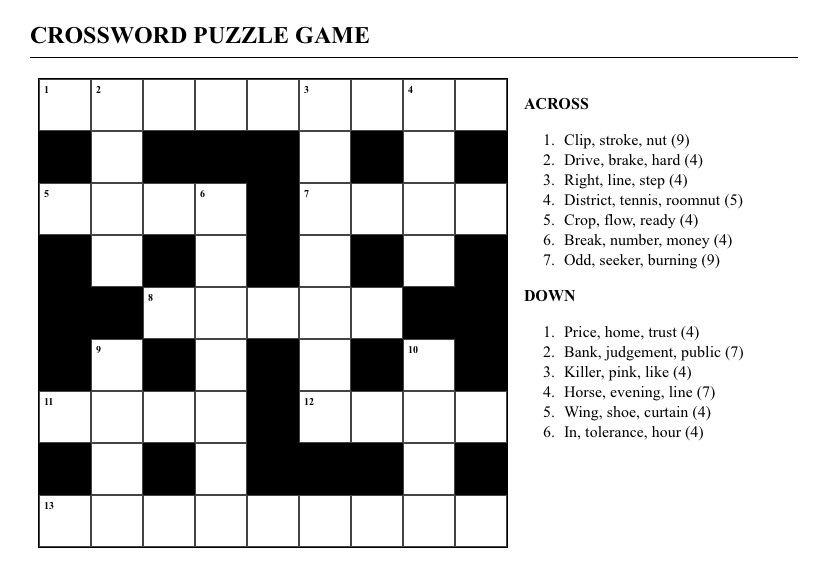 CROSSWORD PUZZLE GAME
1 2 3 4
5 6 7
8
9 10
11 12
13
ACROSS
1. Clip, stroke, nut (9)
2. Drive, brake, hard (4)
3. Right, line, step (4)
4. District, tennis, roomnut (5)
5. Crop, flow, ready (4)
6. Break, number, money (4)
7. Odd, seeker, burning (9)
DOWN
1. Price, home, trust (4)
2. Bank, judgement, public (7)
3. Killer, pink, like (4)
4. Horse, evening, line (7)
5. Wing, shoe, curtain (4)
6. In, tolerance, hour (4)